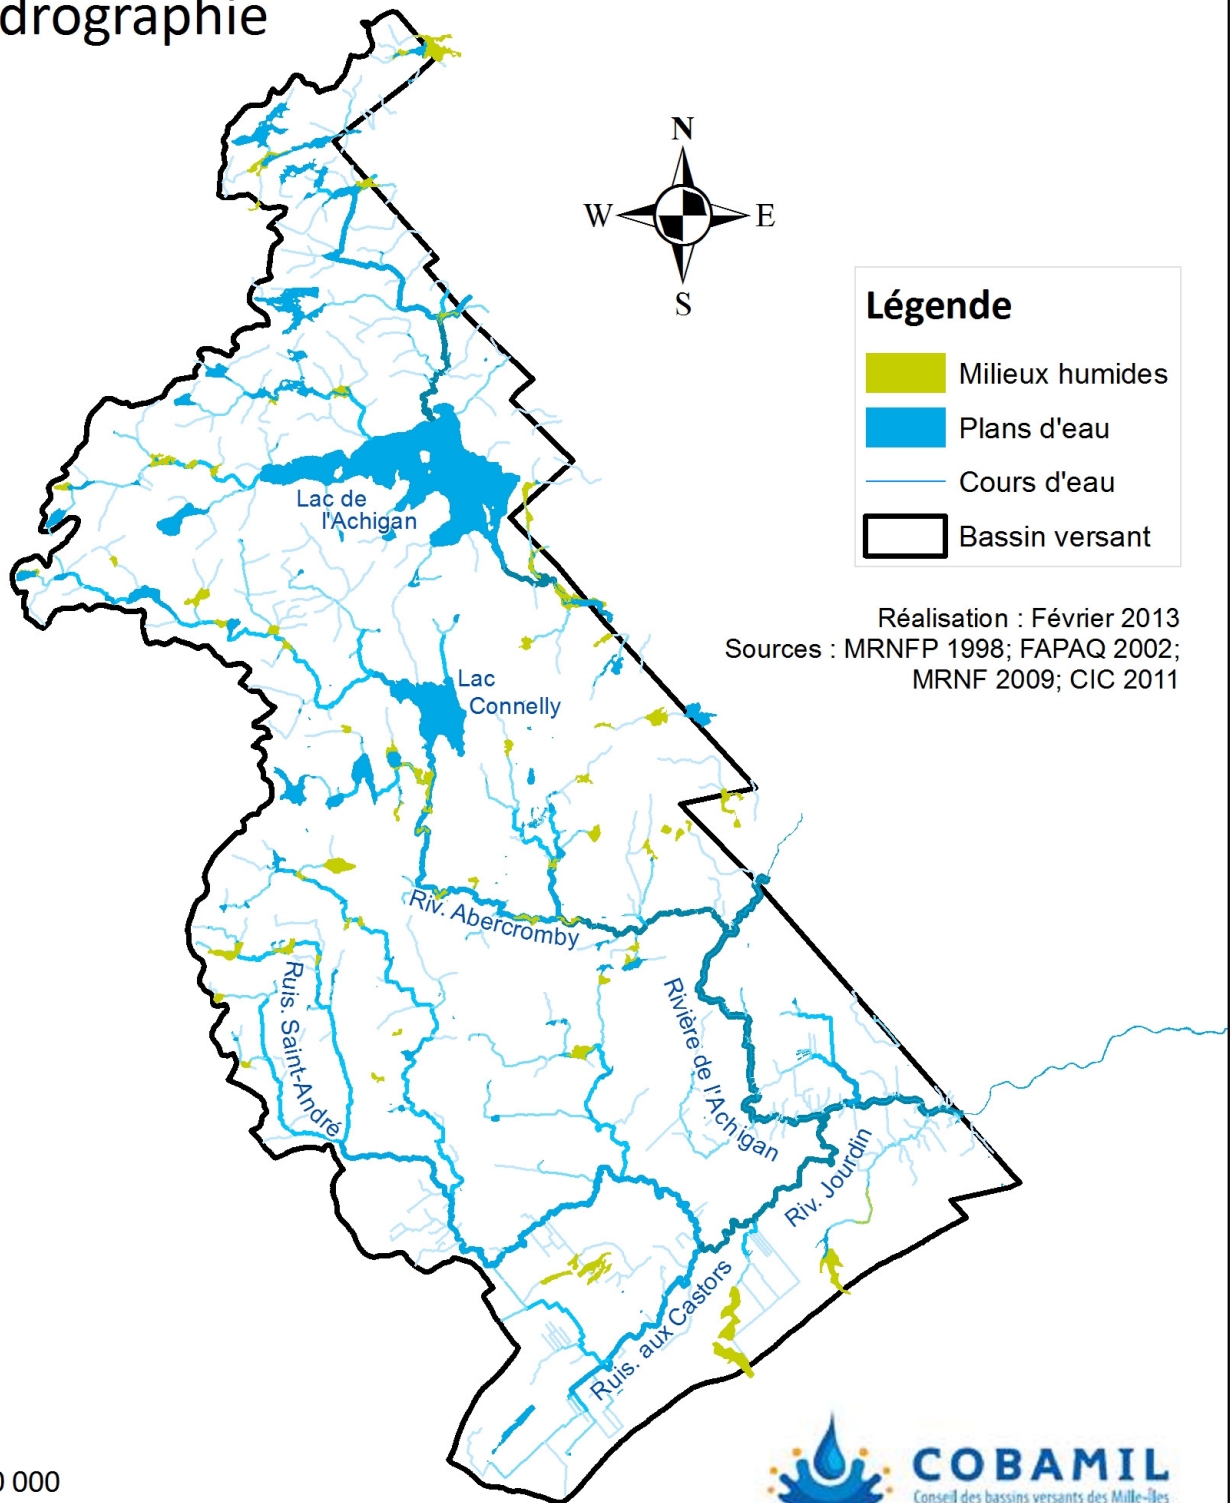 drographie
N
W
E
S
Légende
Milieux humides
Plans d'eau
Cours d'eau
Bassin versant
Réalisation : Février 2013
Sources : MRNFP 1998; FAPAQ 2002;
MRNF 2009; CIC 2011
Lac de
l'Achigan
Lac
Connelly
Riv. Abercromby
Ruis. Saint-André
Rivière de l'Achigan
Riv. Jourdin
Ruis. aux Castors
0 000
COBAMIL
Conseil des bassins versants des Mille-Îles